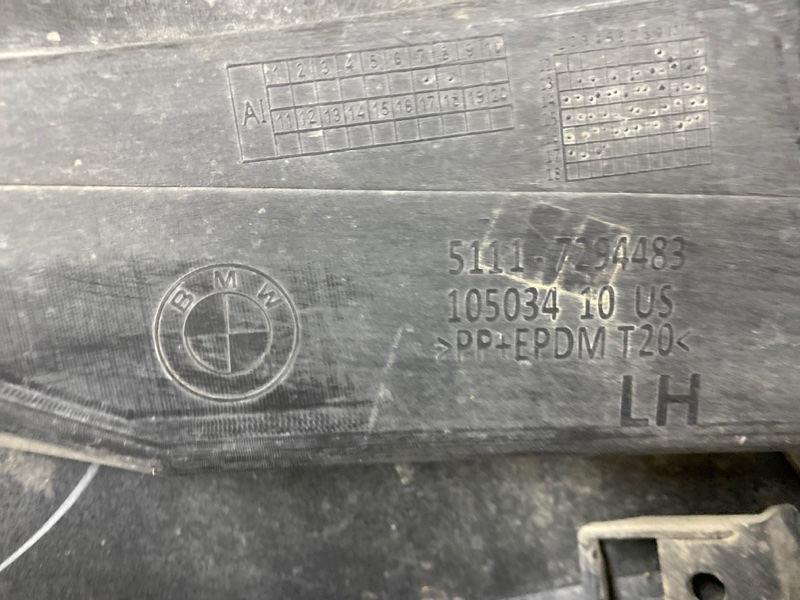 1 2 3 4 5 6 7 8 9 10
AI
11 12 13 14 15 16 17 18 19 20
BMW
5111-7294483
105034 10 US
>PP+EPDM T20<
LH